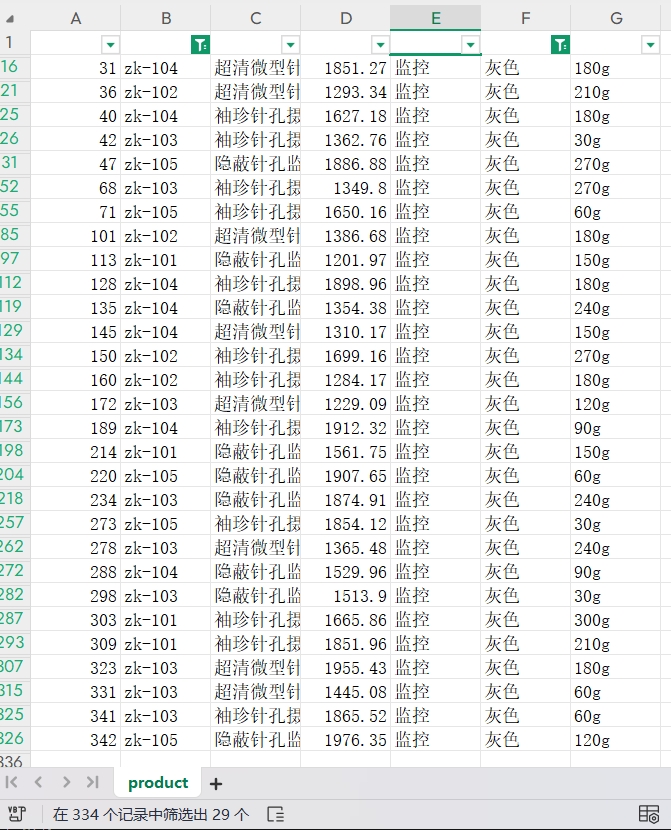 A B C D E F G
1
16 31 zk-104 超清微型针 1851.27 监控 灰色 180g
21 36 zk-102 超清微型针 1293.34 监控 灰色 210g
25 40 zk-104 袖珍针孔摄 1627.18 监控 灰色 180g
26 42 zk-103 袖珍针孔摄 1362.76 监控 灰色 30g
31 47 zk-105 隐蔽针孔监 1886.88 监控 灰色 270g
52 68 zk-103 袖珍针孔摄 1349.8 监控 灰色 270g
55 71 zk-105 袖珍针孔摄 1650.16 监控 灰色 60g
85 101 zk-102 超清微型针 1386.68 监控 灰色 180g
97 113 zk-101 隐蔽针孔监 1201.97 监控 灰色 150g
112 128 zk-104 袖珍针孔摄 1898.96 监控 灰色 180g
119 135 zk-104 隐蔽针孔监 1354.38 监控 灰色 240g
129 145 zk-104 超清微型针 1310.17 监控 灰色 150g
134 150 zk-102 袖珍针孔摄 1699.16 监控 灰色 270g
144 160 zk-102 袖珍针孔摄 1284.17 监控 灰色 180g
156 172 zk-103 超清微型针 1229.09 监控 灰色 120g
173 189 zk-104 袖珍针孔摄 1912.32 监控 灰色 90g
198 214 zk-101 隐蔽针孔监 1561.75 监控 灰色 150g
204 220 zk-105 隐蔽针孔监 1907.65 监控 灰色 60g
218 234 zk-103 隐蔽针孔监 1874.91 监控 灰色 240g
257 273 zk-105 袖珍针孔摄 1854.12 监控 灰色 30g
262 278 zk-103 超清微型针 1365.48 监控 灰色 240g
272 288 zk-104 隐蔽针孔监 1529.96 监控 灰色 90g
282 298 zk-103 隐蔽针孔监 1513.9 监控 灰色 30g
287 303 zk-101 袖珍针孔摄 1665.86 监控 灰色 300g
293 309 zk-101 袖珍针孔摄 1851.96 监控 灰色 210g
307 323 zk-103 超清微型针 1955.43 监控 灰色 180g
315 331 zk-103 超清微型针 1445.08 监控 灰色 60g
325 341 zk-103 袖珍针孔摄 1865.52 监控 灰色 60g
326 342 zk-105 隐蔽针孔监 1976.35 监控 灰色 120g
336
product
在 334 个记录中筛选出 29 个